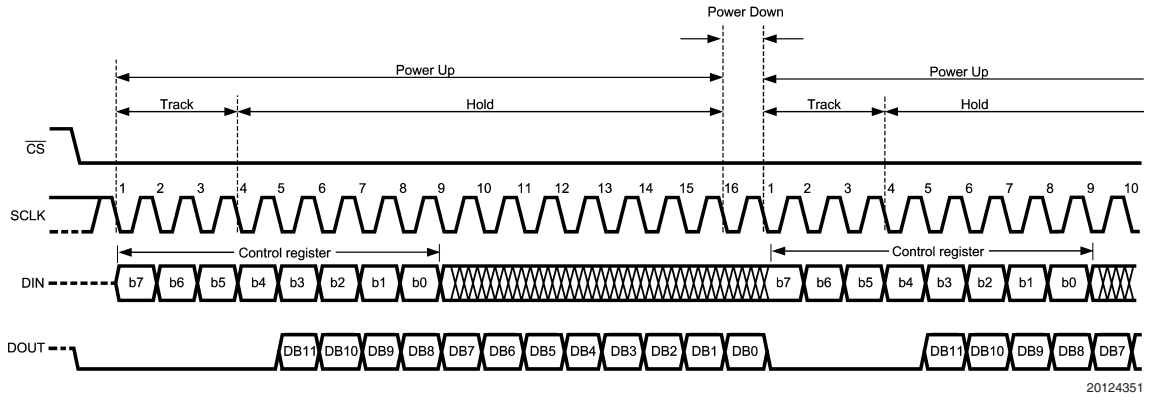 Power Down
Power Up
Power Up
Track
Hold
Track
Hold
CS
SCLK
1 2 3 4 5 6 7 8 9 10 11 12 13 14 15 16 1 2 3 4 5 6 7 8 9 10
Control register
Control register
DIN
b7 b6 b5 b4 b3 b2 b1 b0 b7 b6 b5 b4 b3 b2 b1 b0
DOUT
DB11 DB10 DB9 DB8 DB7 DB6 DB5 DB4 DB3 DB2 DB1 DB0 DB11 DB10 DB9 DB8 DB7
20124351